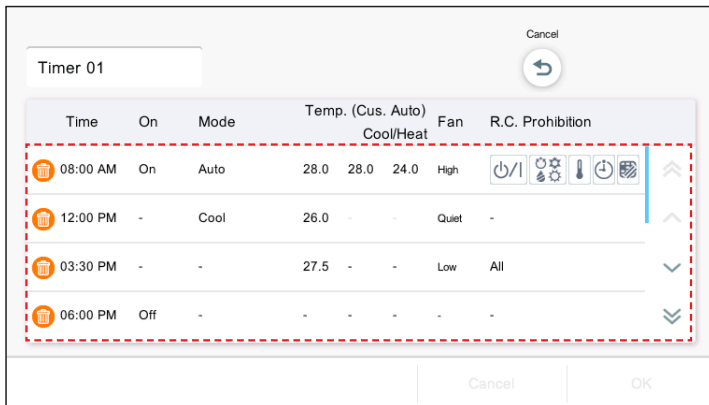 Cancel
Timer 01
Time On Mode Temp. (Cus. Auto) Cool/Heat Fan R.C. Prohibition
08:00 AM On Auto 28.0 28.0 24.0 High
12:00 PM - Cool 26.0 - - Quiet -
03:30 PM - - 27.5 - - Low All
06:00 PM Off - - - - - -
Cancel OK